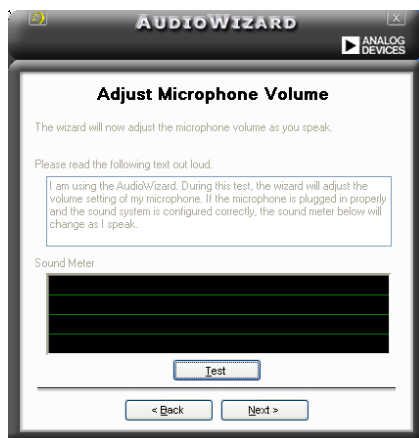 AUDIOWIZARD
ANALOG
DEVICES
Adjust Microphone Volume
The wizard will now adjust the microphone volume as you speak.
Please read the following text out loud.
I am using the AudioWizard. During this test, the wizard will adjust the
volume setting of my microphone. If the microphone is plugged in properly
and the sound system is configured correctly, the sound meter below will
change as I speak.
Sound Meter
Test
< Back
Next >